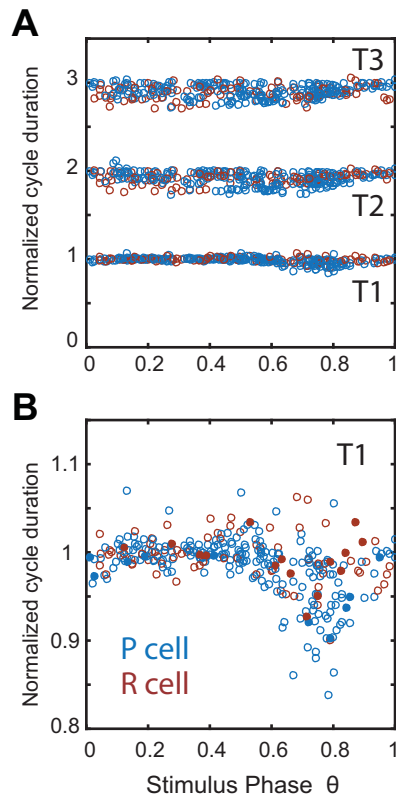 A
Normalized cycle duration
3
2
1
0
T3
T2
T1
0 0.2 0.4 0.6 0.8 1
B
Normalized cycle duration
1.1
1
0.9
0.8
T1
P cell
R cell
0 0.2 0.4 0.6 0.8 1
Stimulus Phase θ